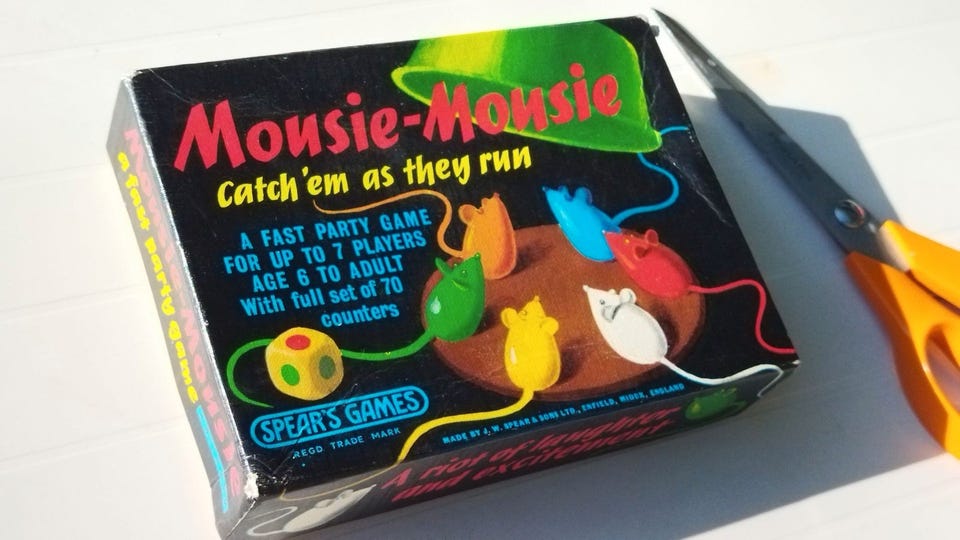 Mousie-Mousie
Catch 'em as they run
A FAST PARTY GAME
FOR UP TO 7 PLAYERS
AGE 6 TO ADULT
With full set of 70
counters
SPEAR'S GAMES
REGD TRADE MARK
MADE BY J. W. SPEAR & SONS LTD., ENFIELD, MIDDX, ENGLAND
A riot of laughter
and excitement
MOUSIE-MOUSIE
a fast party game